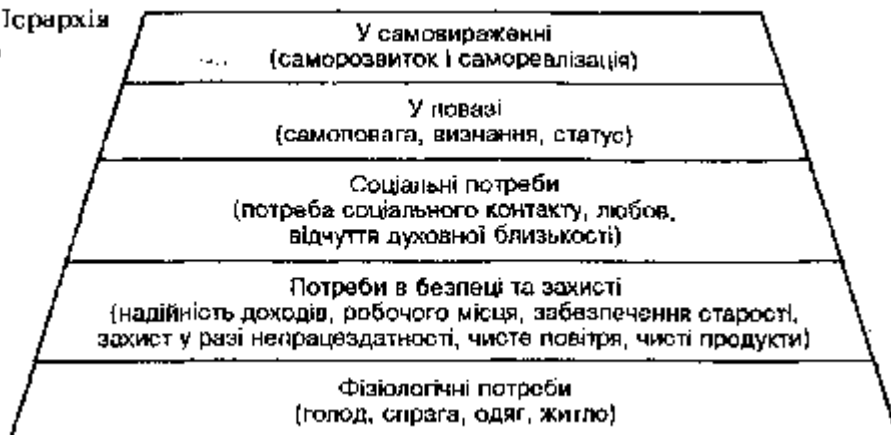 Ієрархія
У самовираженні
(саморозвиток і самореалізація)
У повазі
(самоповага, визнання, статус)
Соціальні потреби
(потреба соціального контакту, любов,
відчуття духовної близькості)
Потреби в безпеці та захисті
(надійність доходів, робочого місця, забезпечення старості,
захист у разі непрацездатності, чисте повітря, чисті продукти)
Фізіологічні потреби
(голод, спрага, одяг, житло)